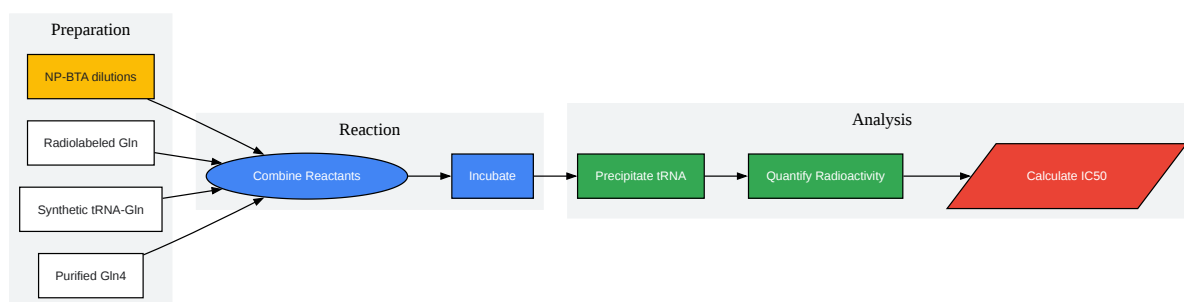 Preparation
NP-BTA dilutions
Radiolabeled Gln
Synthetic tRNA-Gln
Purified Gln4
Reaction
Combine Reactants
Incubate
Analysis
Precipitate tRNA
Quantify Radioactivity
Calculate IC50